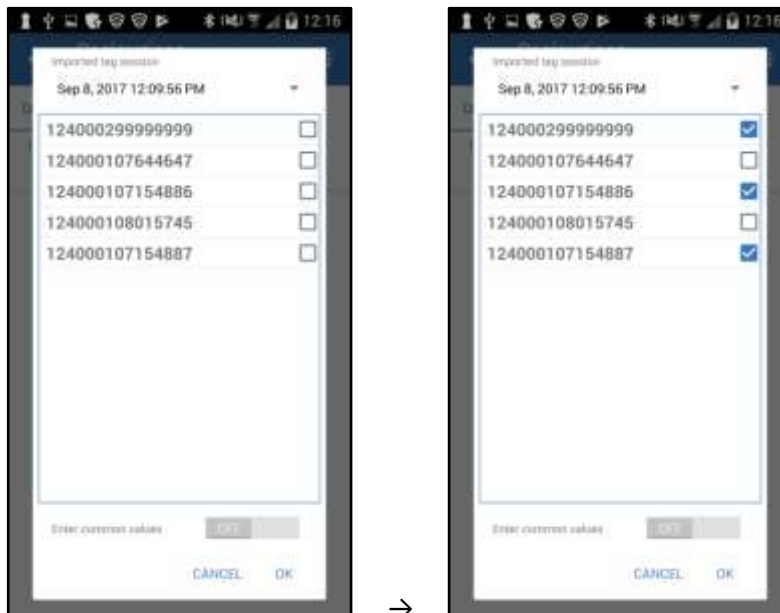 12:16
Imported tag session
Sep 8, 2017 12:09:56 PM
124000299999999
124000107644647
124000107154886
124000108015745
124000107154887
Enter common values
OFF
CANCEL OK
→
12:16
Imported tag session
Sep 8, 2017 12:09:56 PM
124000299999999
124000107644647
124000107154886
124000108015745
124000107154887
Enter common values
OFF
CANCEL OK